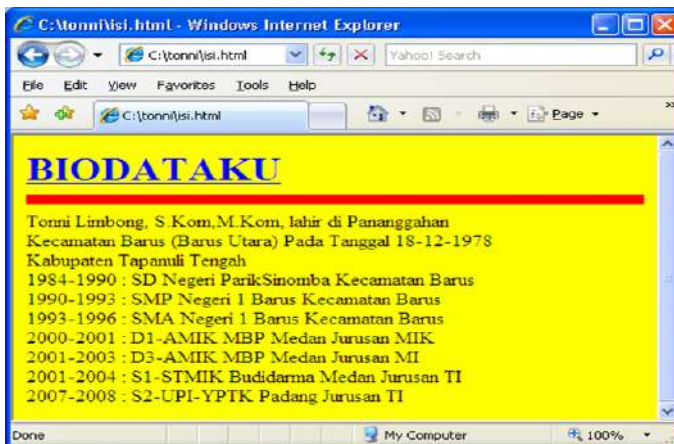 C:\tonni\isi.html - Windows Internet Explorer
C:\tonni\isi.html
Yahoo! Search
File Edit View Favorites Tools Help
C:\tonni\isi.html
Page
BIODATAKU
Tonni Limbong, S.Kom,M.Kom, lahir di Pananggahan
Kecamatan Barus (Barus Utara) Pada Tanggal 18-12-1978
Kabupaten Tapanuli Tengah
1984-1990 : SD Negeri ParikSinomba Kecamatan Barus
1990-1993 : SMP Negeri 1 Barus Kecamatan Barus
1993-1996 : SMA Negeri 1 Barus Kecamatan Barus
2000-2001 : D1-AMIK MBP Medan Jurusan MIK
2001-2003 : D3-AMIK MBP Medan Jurusan MI
2001-2004 : S1-STMIK Budidarma Medan Jurusan TI
2007-2008 : S2-UPI-YPTK Padang Jurusan TI
Done My Computer 100%